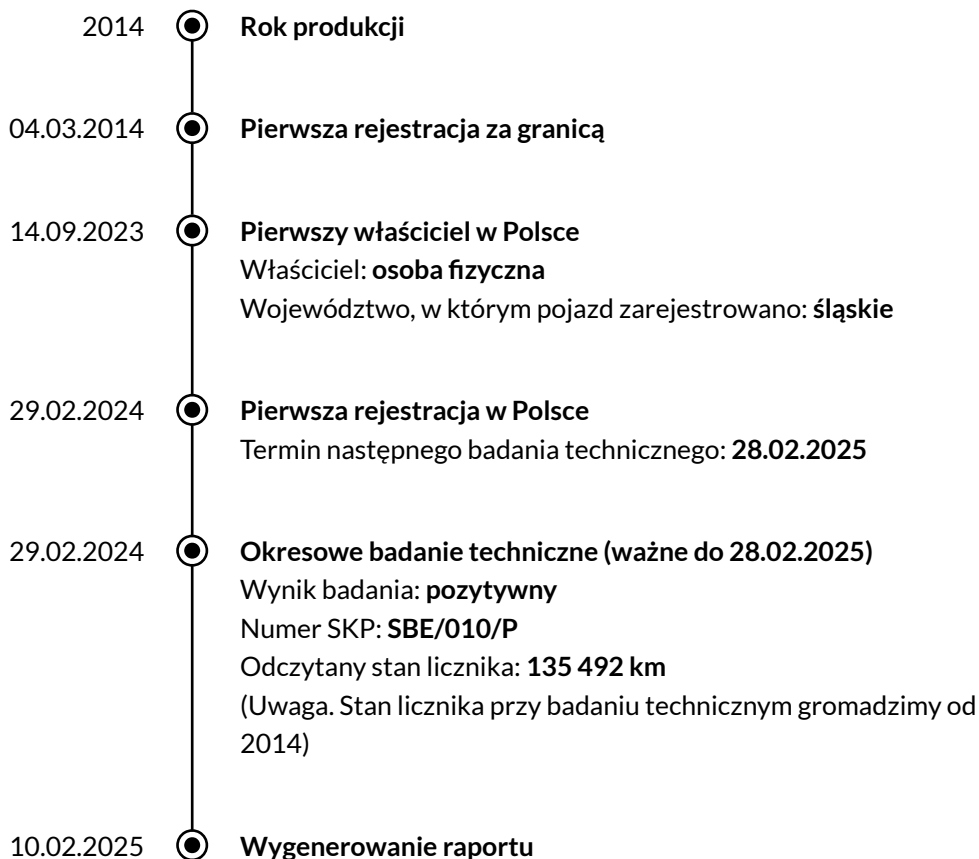 2014 Rok produkcji
04.03.2014 Pierwsza rejestracja za granicą
14.09.2023 Pierwszy właściciel w Polsce
Właściciel: osoba fizyczna
Województwo, w którym pojazd zarejestrowano: śląskie
29.02.2024 Pierwsza rejestracja w Polsce
Termin następnego badania technicznego: 28.02.2025
29.02.2024 Okresowe badanie techniczne (ważne do 28.02.2025)
Wynik badania: pozytywny
Numer SKP: SBE/010/P
Odczytany stan licznika: 135 492 km
(Uwaga. Stan licznika przy badaniu technicznym gromadzimy od
2014)
10.02.2025 Wygenerowanie raportu